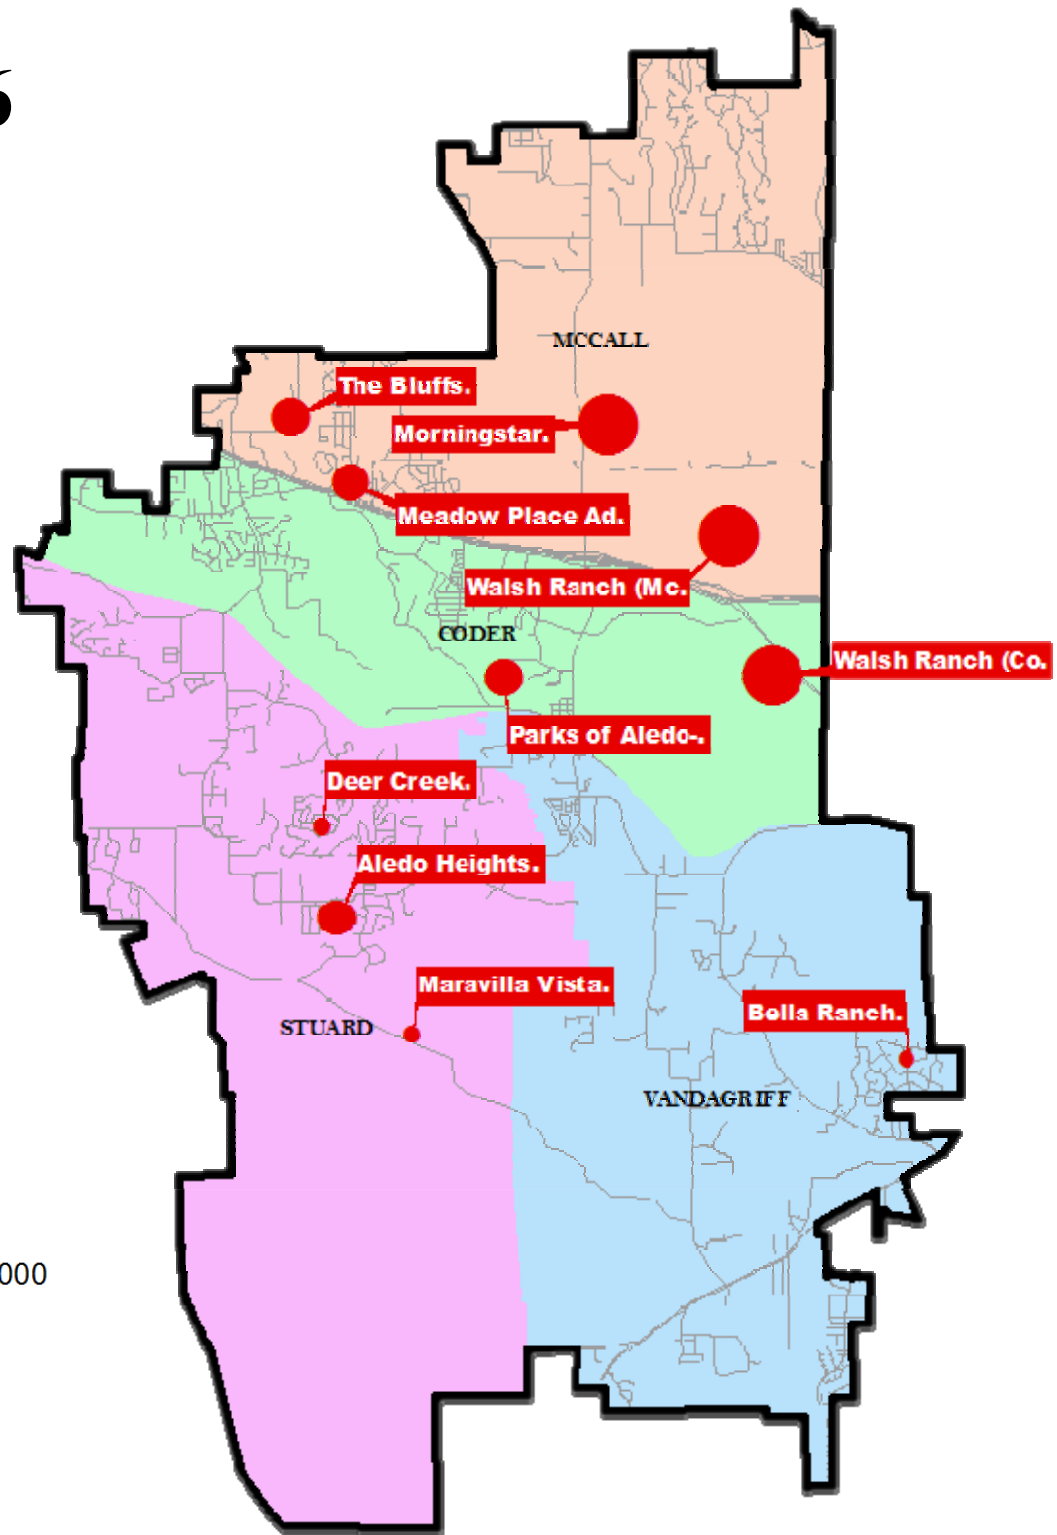 6
MCCALL
The Bluffs.
Morningstar.
Meadow Place Ad.
Walsh Ranch (Mc.
CODER
Walsh Ranch (Co.
Parks of Aledo-.
Deer Creek.
Aledo Heights.
Maravilla Vista.
Bella Ranch.
STUARD
VANDAGRIFF
000